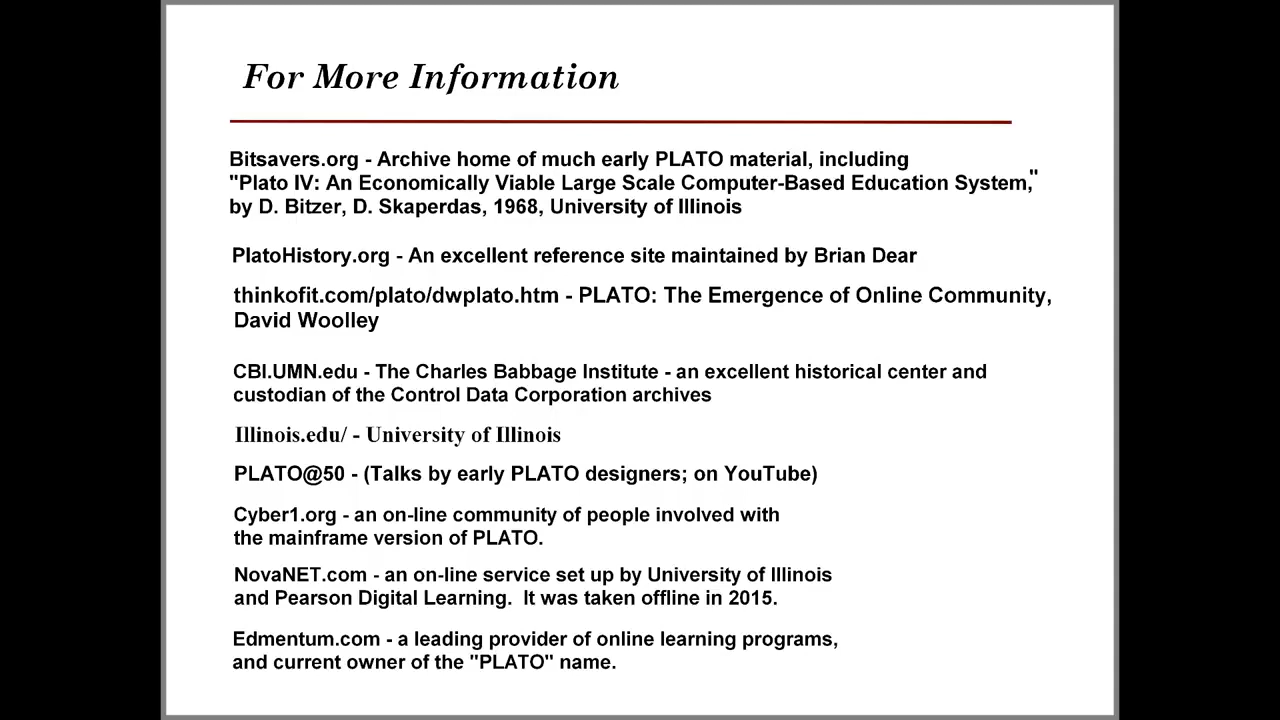 For More Information
Bitsavers.org - Archive home of much early PLATO material, including
"Plato IV: An Economically Viable Large Scale Computer-Based Education System,"
by D. Bitzer, D. Skaperdas, 1968, University of Illinois
PlatoHistory.org - An excellent reference site maintained by Brian Dear
thinkofit.com/plato/dwplato.htm - PLATO: The Emergence of Online Community,
David Woolley
CBI.UMN.edu - The Charles Babbage Institute - an excellent historical center and
custodian of the Control Data Corporation archives
Illinois.edu/ - University of Illinois
PLATO@50 - (Talks by early PLATO designers; on YouTube)
Cyber1.org - an on-line community of people involved with
the mainframe version of PLATO.
NovaNET.com - an on-line service set up by University of Illinois
and Pearson Digital Learning.  It was taken offline in 2015.
Edmentum.com - a leading provider of online learning programs,
and current owner of the "PLATO" name.